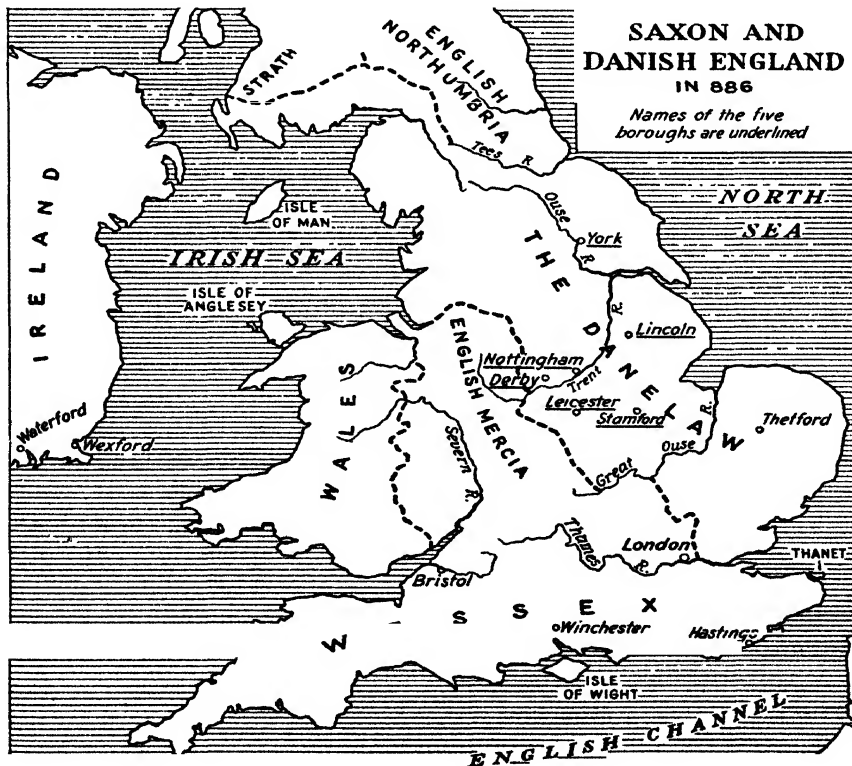 SAXON AND
DANISH ENGLAND
IN 886
Names of the five
boroughs are underlined
STRATH
ENGLISH
NORTHUMBRIA
Tees R
IRELAND
ISLE
OF MAN
Ouse R.
York
NORTH
SEA
IRISH SEA
ISLE OF
ANGLESEY
THE DANELAW
R.
Lincoln
Nottingham
Derby
Trent
ENGLISH MERCIA
WALES
Leicester
Stamford
R.
Thetford
Waterford
Wexford
Severn
R.
Great
Ouse
Thames
R.
London
THANET
Bristol
W SSEX
Winchester
Hastings
ISLE
OF WIGHT
ENGLISH CHANNEL